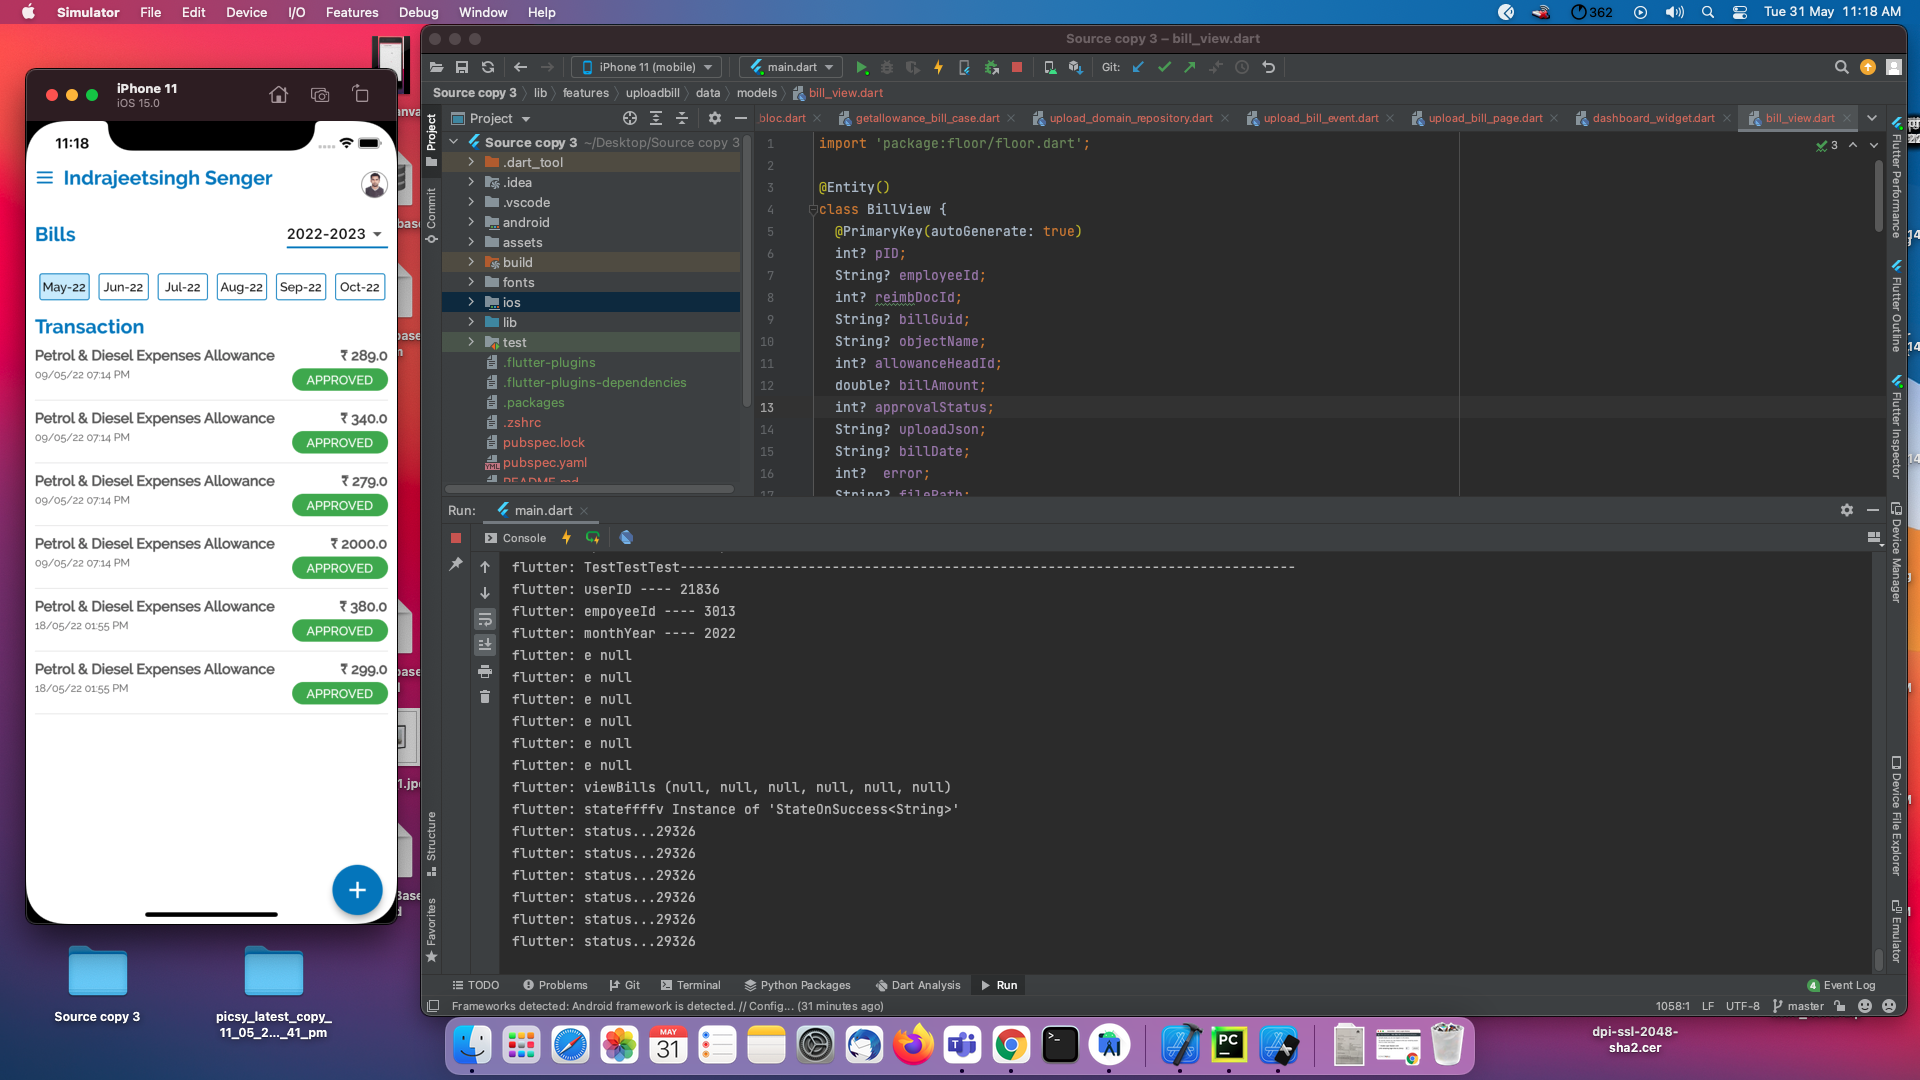 Simulator File Edit Device I/O Features Debug Window Help
362 Tue 31 May 11:18 AM
iPhone 11
iOS 15.0
11:18
Indrajeetsingh Senger
Bills
2022-2023
May-22 Jun-22 Jul-22 Aug-22 Sep-22 Oct-22
Transaction
Petrol & Diesel Expenses Allowance ₹ 289.0
09/05/22 07:14 PM APPROVED
Petrol & Diesel Expenses Allowance ₹ 340.0
09/05/22 07:14 PM APPROVED
Petrol & Diesel Expenses Allowance ₹ 279.0
09/05/22 07:14 PM APPROVED
Petrol & Diesel Expenses Allowance ₹ 2000.0
09/05/22 07:14 PM APPROVED
Petrol & Diesel Expenses Allowance ₹ 380.0
18/05/22 01:55 PM APPROVED
Petrol & Diesel Expenses Allowance ₹ 299.0
18/05/22 01:55 PM APPROVED
Source copy 3
picsy_latest_copy_
11_05_2..._41_pm
Source copy 3 – bill_view.dart
iPhone 11 (mobile) main.dart Git:
Source copy 3 lib features uploadbill data models bill_view.dart
Project
bloc.dart getallowance_bill_case.dart upload_domain_repository.dart upload_bill_event.dart upload_bill_page.dart dashboard_widget.dart bill_view.dart
Project
Commit
Structure
Favorites
Source copy 3 ~/Desktop/Source copy 3
.dart_tool
.idea
.vscode
android
assets
build
fonts
ios
lib
test
.flutter-plugins
.flutter-plugins-dependencies
.packages
.zshrc
pubspec.lock
pubspec.yaml
README.md
1 import 'package:floor/floor.dart';
2
3 @Entity()
4 class BillView {
5 @PrimaryKey(autoGenerate: true)
6 int? pID;
7 String? employeeId;
8 int? reimbDocId;
9 String? billGuid;
10 String? objectName;
11 int? allowanceHeadId;
12 double? billAmount;
13 int? approvalStatus;
14 String? uploadJson;
15 String? billDate;
16 int? error;
17 String? filePath;
3
Flutter Performance
Flutter Outline
Flutter Inspector
Device Manager
Device File Explorer
Emulator
Run: main.dart
Console
flutter: TestTestTest-----------------------------------------------------------------------------
flutter: userID ---- 21836
flutter: empoyeeId ---- 3013
flutter: monthYear ---- 2022
flutter: e null
flutter: e null
flutter: e null
flutter: e null
flutter: e null
flutter: e null
flutter: viewBills (null, null, null, null, null, null)
flutter: stateffffv Instance of 'StateOnSuccess<String>'
flutter: status...29326
flutter: status...29326
flutter: status...29326
flutter: status...29326
flutter: status...29326
flutter: status...29326
TODO Problems Git Terminal Python Packages Dart Analysis Run 4 Event Log
Frameworks detected: Android framework is detected. // Config... (31 minutes ago) 1058:1 LF UTF-8 master
MAY
31
PC
dpi-ssl-2048-
sha2.cer